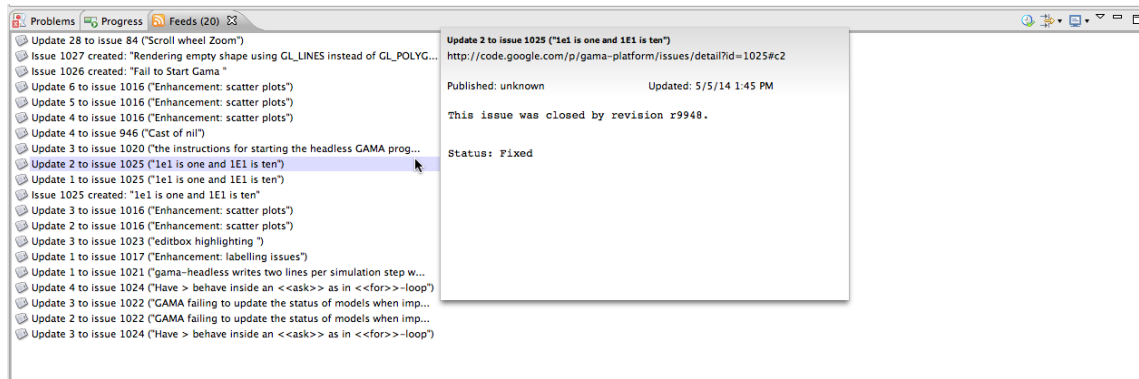 Problems Progress Feeds (20)
Update 28 to issue 84 ("Scroll wheel Zoom")
Issue 1027 created: "Rendering empty shape using GL_LINES instead of GL_POLYG...
Issue 1026 created: "Fail to Start Gama "
Update 6 to issue 1016 ("Enhancement: scatter plots")
Update 5 to issue 1016 ("Enhancement: scatter plots")
Update 4 to issue 1016 ("Enhancement: scatter plots")
Update 4 to issue 946 ("Cast of nil")
Update 3 to issue 1020 ("the instructions for starting the headless GAMA prog...
Update 2 to issue 1025 ("1e1 is one and 1E1 is ten")
Update 1 to issue 1025 ("1e1 is one and 1E1 is ten")
Issue 1025 created: "1e1 is one and 1E1 is ten"
Update 3 to issue 1016 ("Enhancement: scatter plots")
Update 2 to issue 1016 ("Enhancement: scatter plots")
Update 3 to issue 1023 ("editbox highlighting ")
Update 1 to issue 1017 ("Enhancement: labelling issues")
Update 1 to issue 1021 ("gama-headless writes two lines per simulation step w...
Update 4 to issue 1024 ("Have > behave inside an <<ask>> as in <<for>>-loop")
Update 3 to issue 1022 ("GAMA failing to update the status of models when imp...
Update 2 to issue 1022 ("GAMA failing to update the status of models when imp...
Update 3 to issue 1024 ("Have > behave inside an <<ask>> as in <<for>>-loop")
Update 2 to issue 1025 ("1e1 is one and 1E1 is ten")
http://code.google.com/p/gama-platform/issues/detail?id=1025#c2
Published: unknown Updated: 5/5/14 1:45 PM
This issue was closed by revision r9948.
Status: Fixed